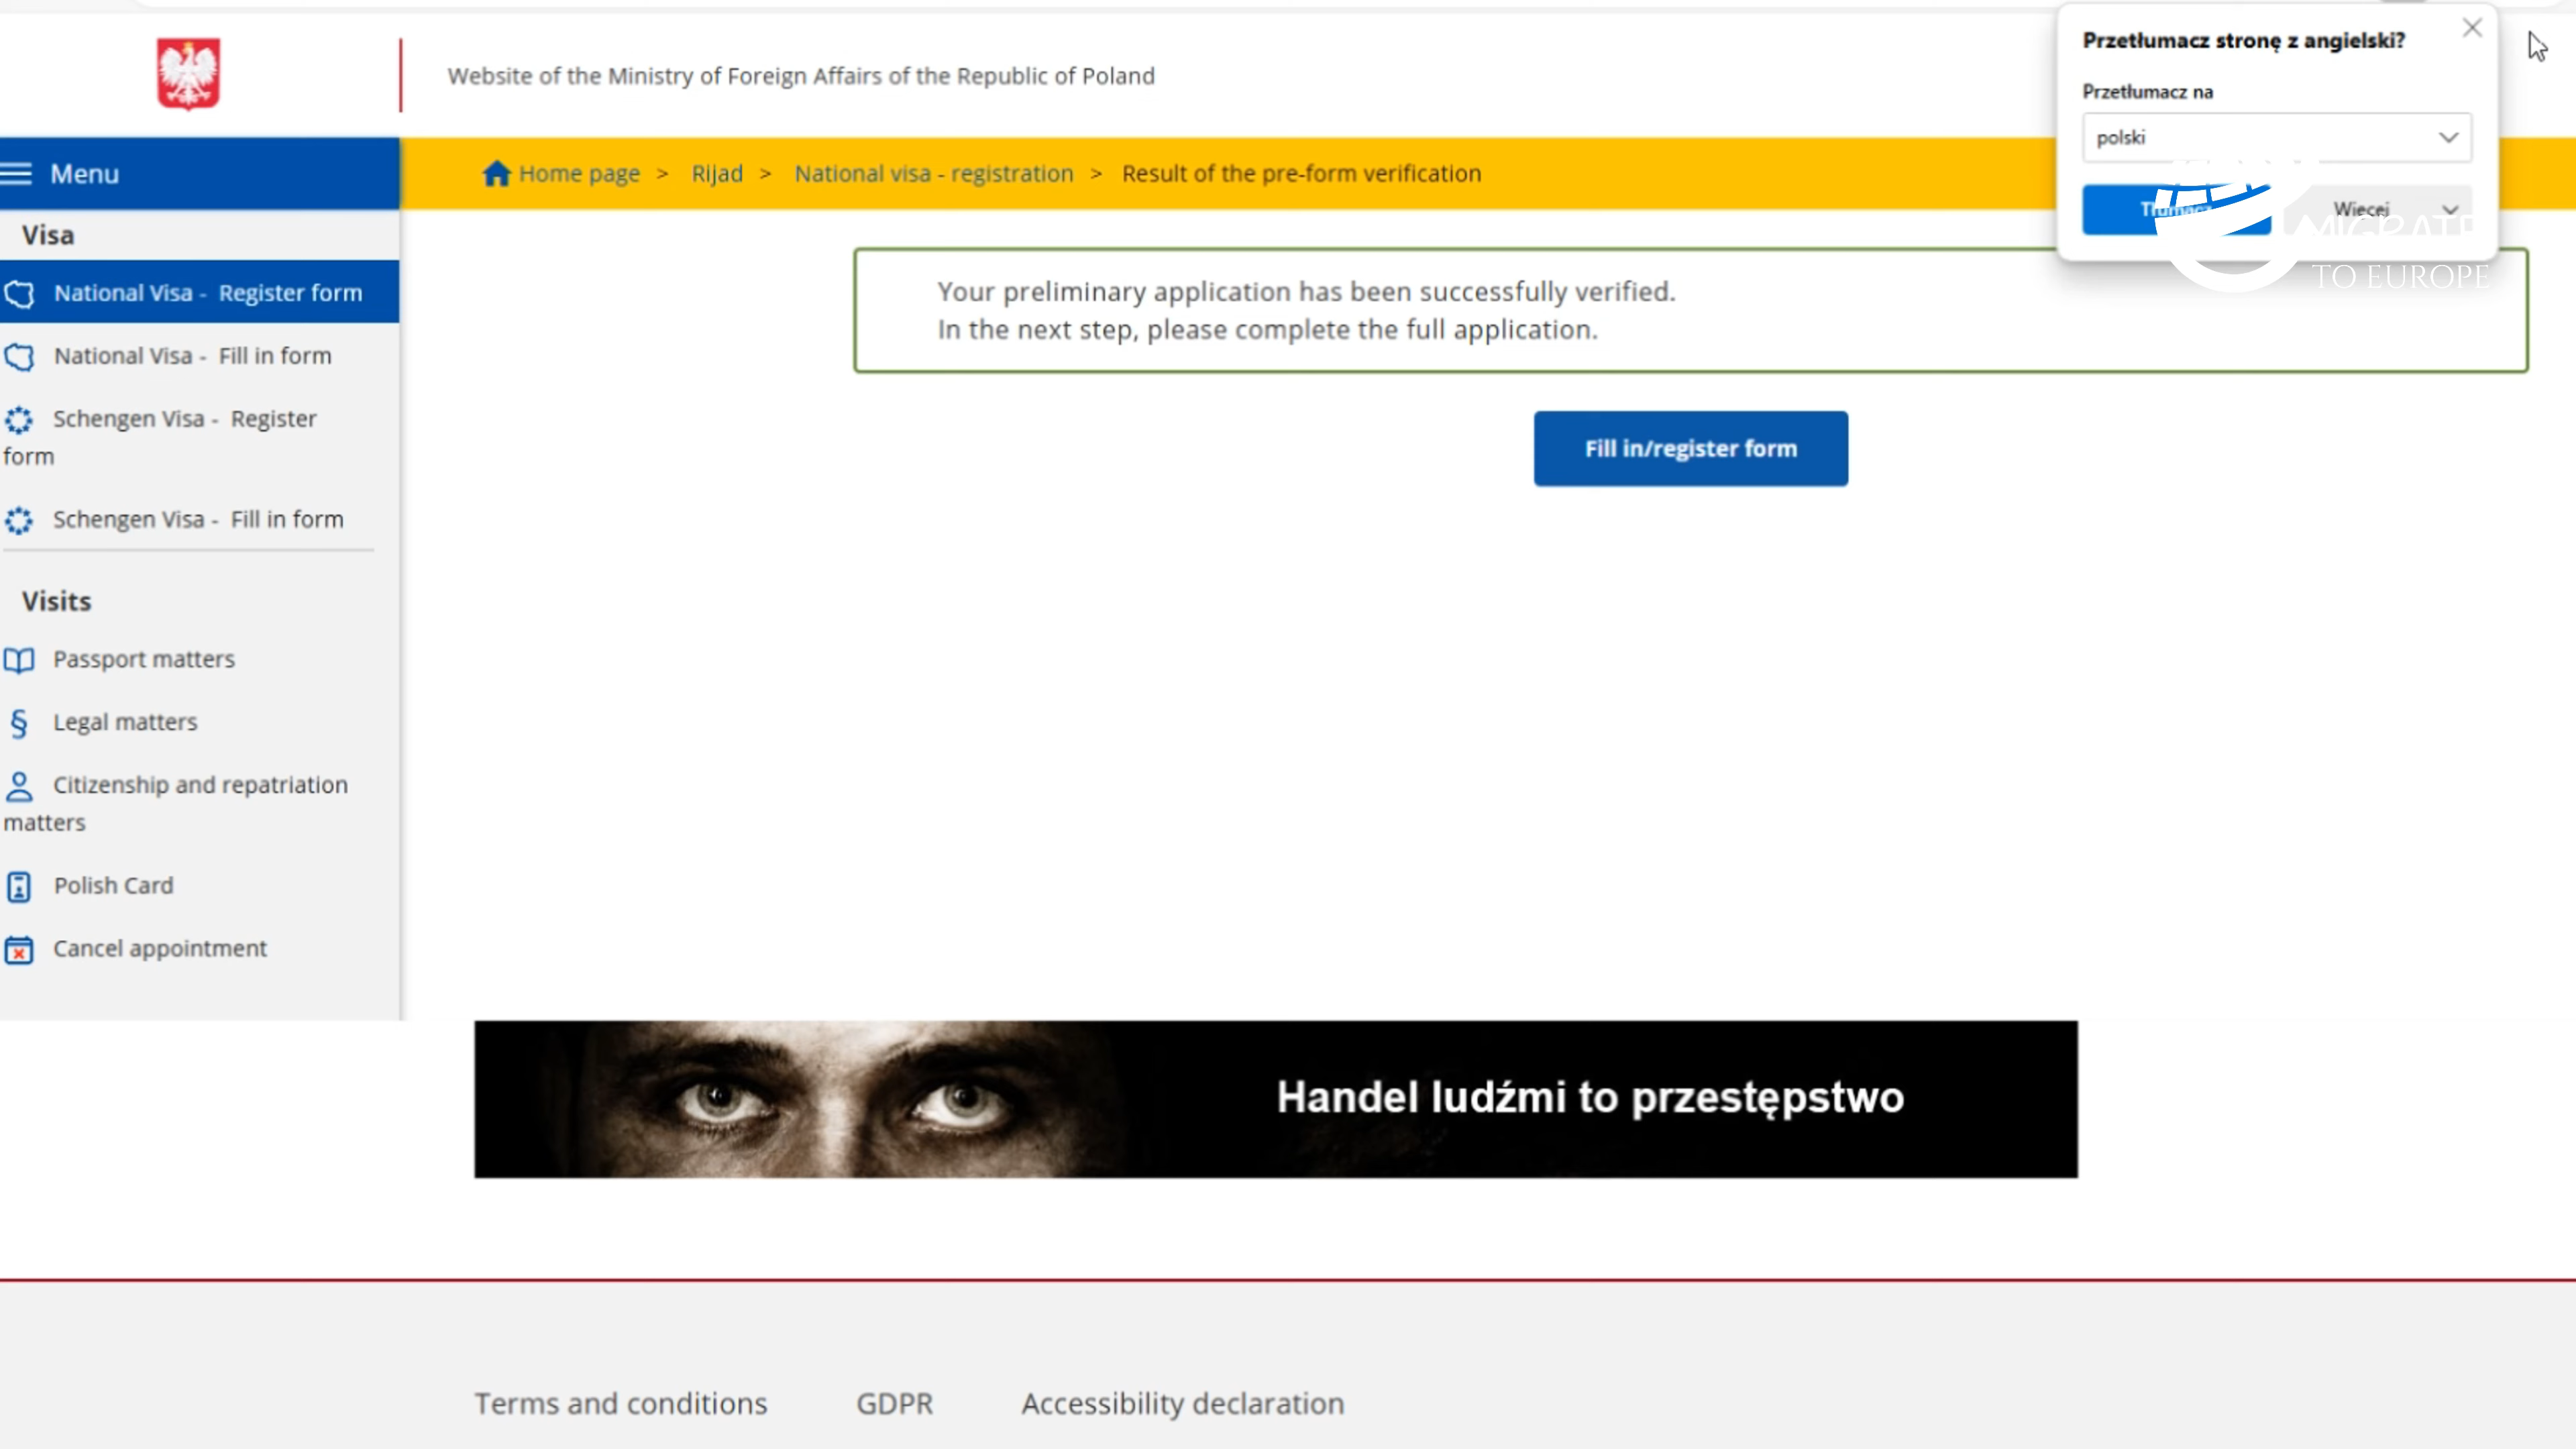 Website of the Ministry of Foreign Affairs of the Republic of Poland
Przetłumacz stronę z angielski?
Przetłumacz na
polski
Tłumacz
Więcej
MIGRATE
TO EUROPE
Menu
Home page > Rijad > National visa - registration > Result of the pre-form verification
Visa
National Visa - Register form
National Visa - Fill in form
Schengen Visa - Register
form
Schengen Visa - Fill in form
Visits
Passport matters
§ Legal matters
Citizenship and repatriation
matters
Polish Card
Cancel appointment
Your preliminary application has been successfully verified.
In the next step, please complete the full application.
Fill in/register form
Handel ludźmi to przestępstwo
Terms and conditions
GDPR
Accessibility declaration